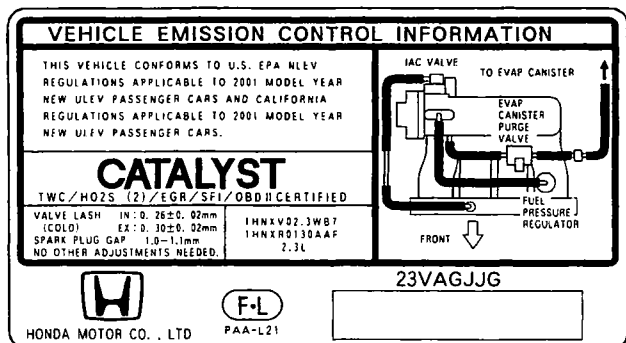 VEHICLE EMISSION CONTROL INFORMATION
THIS VEHICLE CONFORMS TO U.S. EPA NLEV
REGULATIONS APPLICABLE TO 2001 MODEL YEAR
NEW ULEV PASSENGER CARS AND CALIFORNIA
REGULATIONS APPLICABLE TO 2001 MODEL YEAR
NEW ULEV PASSENGER CARS.
CATALYST
TWC/HO2S (2)/EGR/SFI/OBDII CERTIFIED
VALVE LASH IN: 0.26±0.02mm
(COLD) EX: 0.30±0.02mm
SPARK PLUG GAP 1.0-1.1mm
NO OTHER ADJUSTMENTS NEEDED.
1HNXV02.3WB7
1HNXR0130AAF
2.3L
IAC VALVE
TO EVAP CANISTER
EVAP
CANISTER
PURGE
VALVE
FUEL
PRESSURE
REGULATOR
FRONT
23VAGJJG
HONDA MOTOR CO., LTD
F•L
PAA-L21